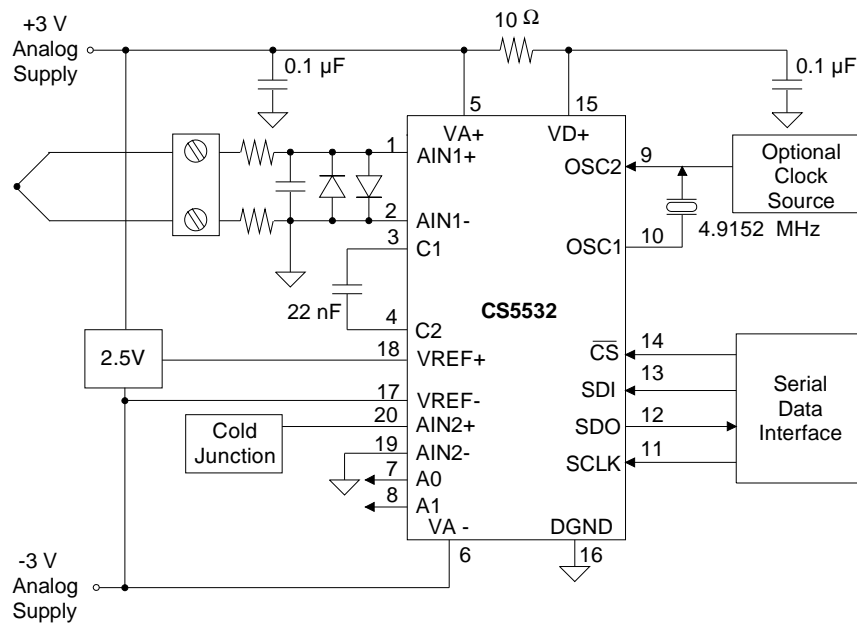 +3 V
Analog
Supply
10 Ω
0.1 µF
0.1 µF
5
15
VA+
VD+
1
AIN1+
2
AIN1-
3
C1
22 nF
4
C2
CS5532
OSC2
9
Optional
Clock
Source
OSC1
10
4.9152 MHz
2.5V
18
VREF+
17
VREF-
Cold
Junction
20
AIN2+
19
AIN2-
7
A0
8
A1
CS
14
SDI
13
SDO
12
SCLK
11
Serial
Data
Interface
VA -
DGND
6
16
-3 V
Analog
Supply